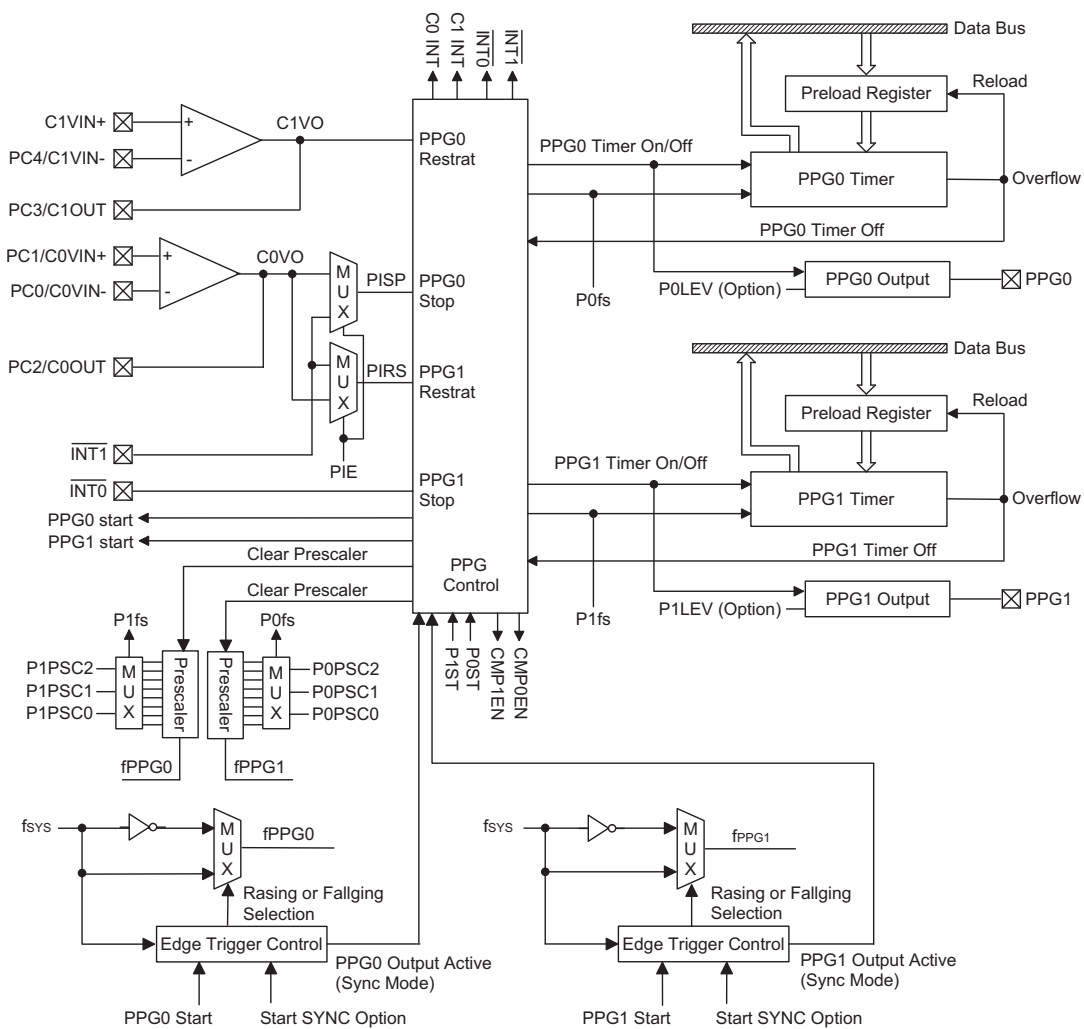 C0 INT
C1 INT
INT0
INT1
Data Bus
Preload Register
Reload
C1VIN+
PC4/C1VIN-
PC3/C1OUT
+
-
C1VO
PPG0
Restrat
PPG0 Timer On/Off
PPG0 Timer
Overflow
PPG0 Timer Off
PC1/C0VIN+
PC0/C0VIN-
PC2/C0OUT
+
-
C0VO
MUX
PISP
PPG0
Stop
P0fs
P0LEV (Option)
PPG0 Output
PPG0
MUX
PIRS
PPG1
Restrat
Data Bus
Preload Register
Reload
INT1
PIE
INT0
PPG1
Stop
PPG1 Timer On/Off
PPG1 Timer
Overflow
PPG1 Timer Off
PPG0 start
PPG1 start
Clear Prescaler
Clear Prescaler
PPG
Control
P1fs
P1LEV (Option)
PPG1 Output
PPG1
P1fs
P0fs
P1PSC2
P1PSC1
P1PSC0
MUX
Prescaler
Prescaler
MUX
P0PSC2
P0PSC1
P0PSC0
fPPG0
fPPG1
P1ST
P0ST
CMP1EN
CMP0EN
fSYS
MUX
fPPG0
Rasing or Fallging
Selection
Edge Trigger Control
PPG0 Output Active
(Sync Mode)
PPG0 Start
Start SYNC Option
fSYS
MUX
fPPG1
Rasing or Fallging
Selection
Edge Trigger Control
PPG1 Output Active
(Sync Mode)
PPG1 Start
Start SYNC Option